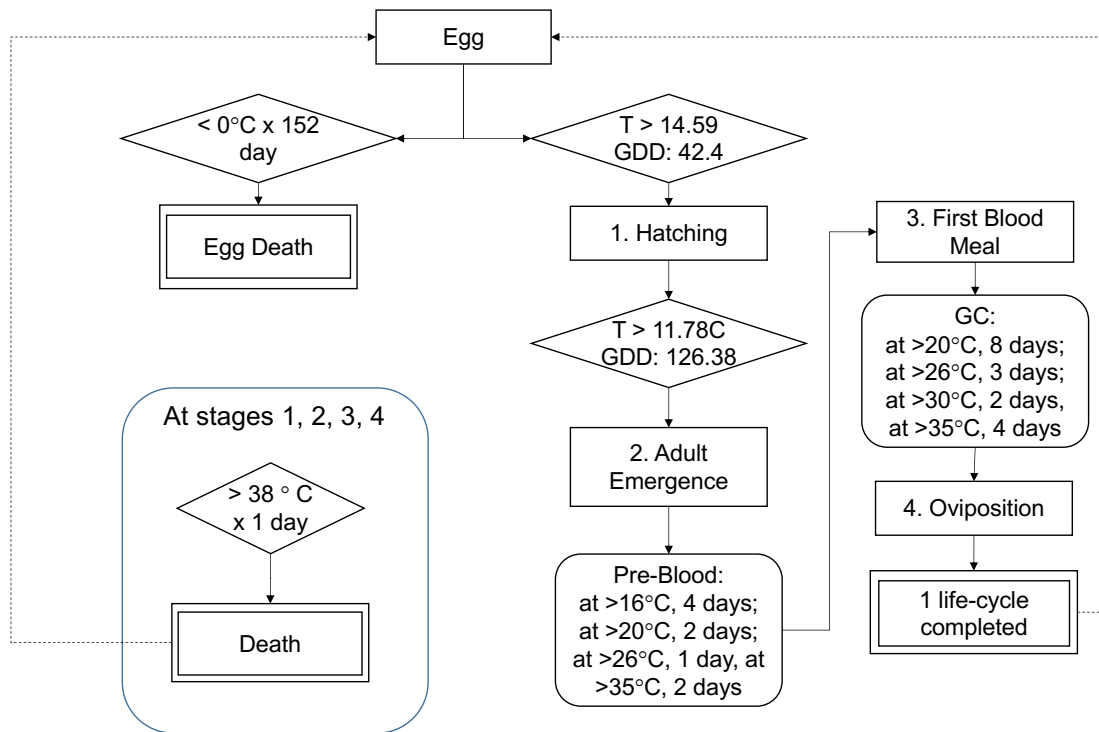 Egg
< 0°C x 152
day
Egg Death
T > 14.59
GDD: 42.4
1. Hatching
T > 11.78C
GDD: 126.38
2. Adult
Emergence
Pre-Blood:
at >16°C, 4 days;
at >20°C, 2 days;
at >26°C, 1 day, at
>35°C, 2 days
3. First Blood
Meal
GC:
at >20°C, 8 days;
at >26°C, 3 days;
at >30°C, 2 days,
at >35°C, 4 days
4. Oviposition
1 life-cycle
completed
At stages 1, 2, 3, 4
> 38 ° C
x 1 day
Death